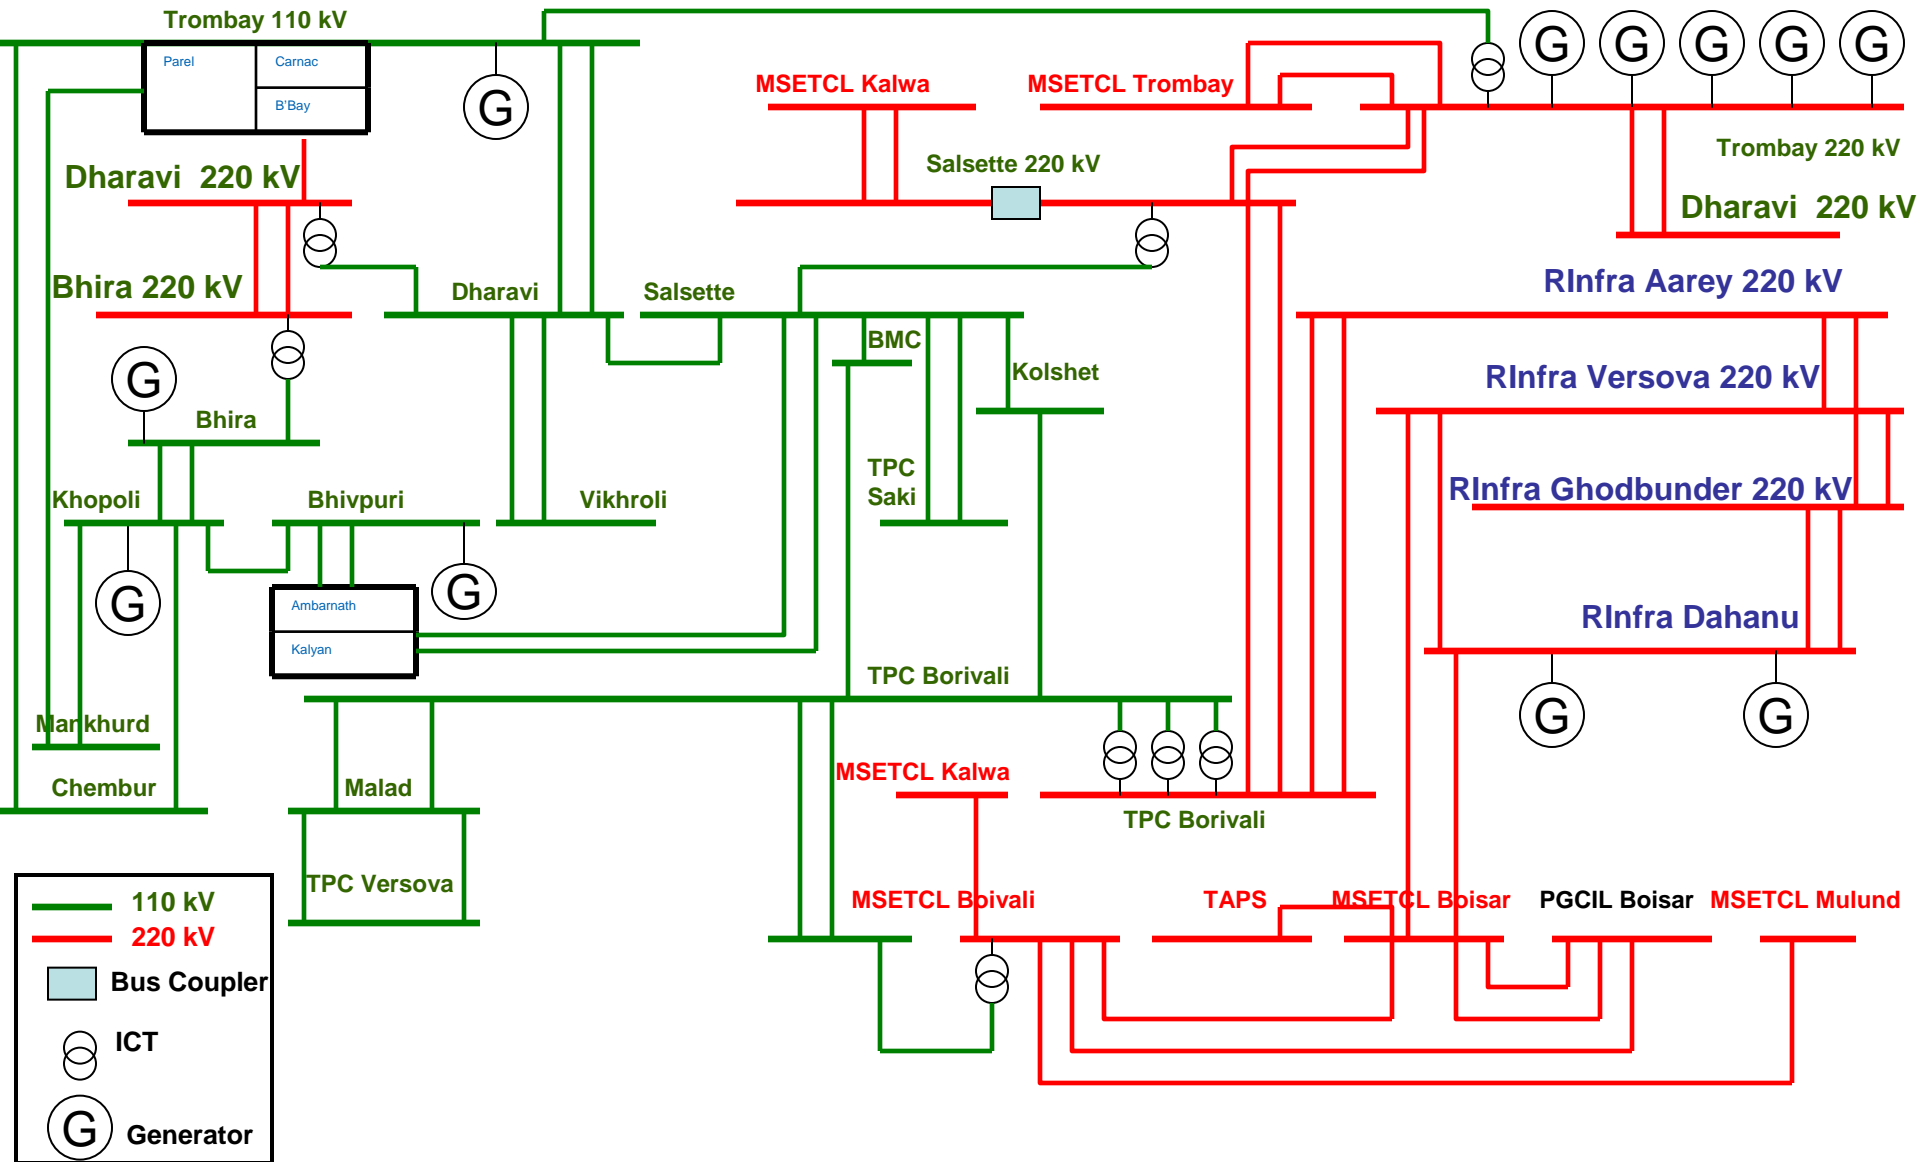 Trombay 110 kV
Parel
Carnac
B'Bay
G
G
G
G
G
G
MSETCL Kalwa
MSETCL Trombay
Trombay 220 kV
Salsette 220 kV
Dharavi  220 kV
Dharavi  220 kV
Bhira 220 kV
Dharavi
Salsette
RInfra Aarey 220 kV
BMC
Kolshet
RInfra Versova 220 kV
G
Bhira
TPC
Saki
Khopoli
Bhivpuri
Vikhroli
RInfra Ghodbunder 220 kV
G
G
Ambarnath
Kalyan
RInfra Dahanu
TPC Borivali
G
G
Mankhurd
Chembur
Malad
MSETCL Kalwa
TPC Borivali
TPC Versova
MSETCL Boivali
TAPS
MSETCL Boisar
PGCIL Boisar
MSETCL Mulund
110 kV
220 kV
Bus Coupler
ICT
G
Generator